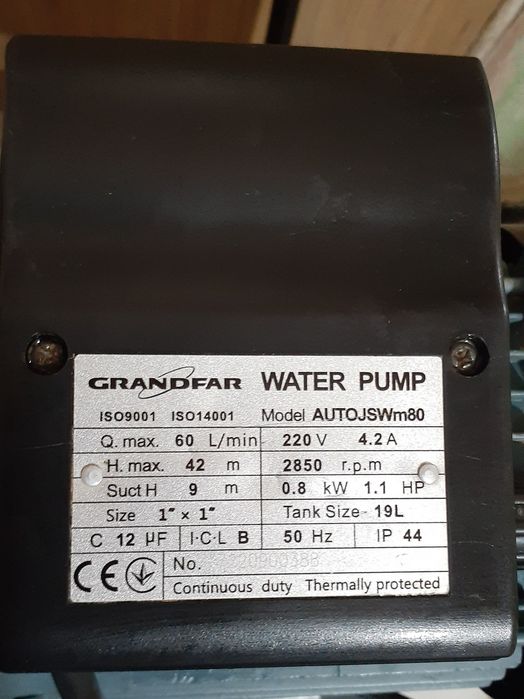 GRANDFAR WATER PUMP
ISO9001 ISO14001 Model AUTOJSWm80
Q. max. 60 L/min 220 V 4.2 A
H. max. 42 m 2850 r.p.m
Suct H 9 m 0.8 kW 1.1 HP
Size 1" × 1" Tank Size- 19L
C 12 µF I·C·L B 50 Hz IP 44
CE No.
Continuous duty Thermally protected